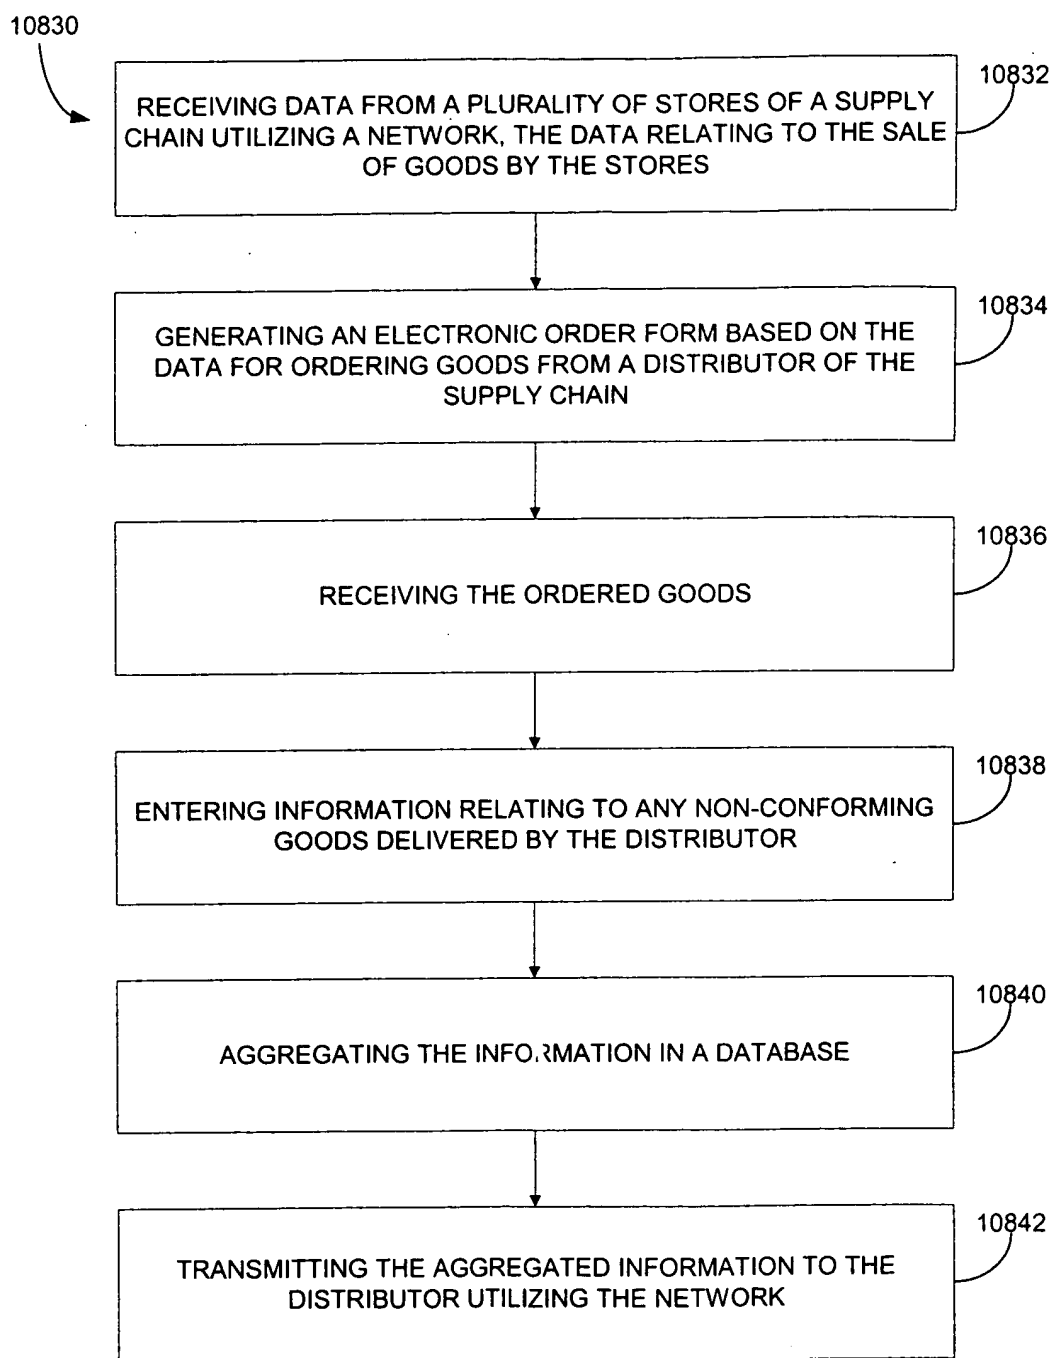 10830
10832
RECEIVING DATA FROM A PLURALITY OF STORES OF A SUPPLY
CHAIN UTILIZING A NETWORK, THE DATA RELATING TO THE SALE
OF GOODS BY THE STORES
10834
GENERATING AN ELECTRONIC ORDER FORM BASED ON THE
DATA FOR ORDERING GOODS FROM A DISTRIBUTOR OF THE
SUPPLY CHAIN
10836
RECEIVING THE ORDERED GOODS
10838
ENTERING INFORMATION RELATING TO ANY NON-CONFORMING
GOODS DELIVERED BY THE DISTRIBUTOR
10840
AGGREGATING THE INFORMATION IN A DATABASE
10842
TRANSMITTING THE AGGREGATED INFORMATION TO THE
DISTRIBUTOR UTILIZING THE NETWORK